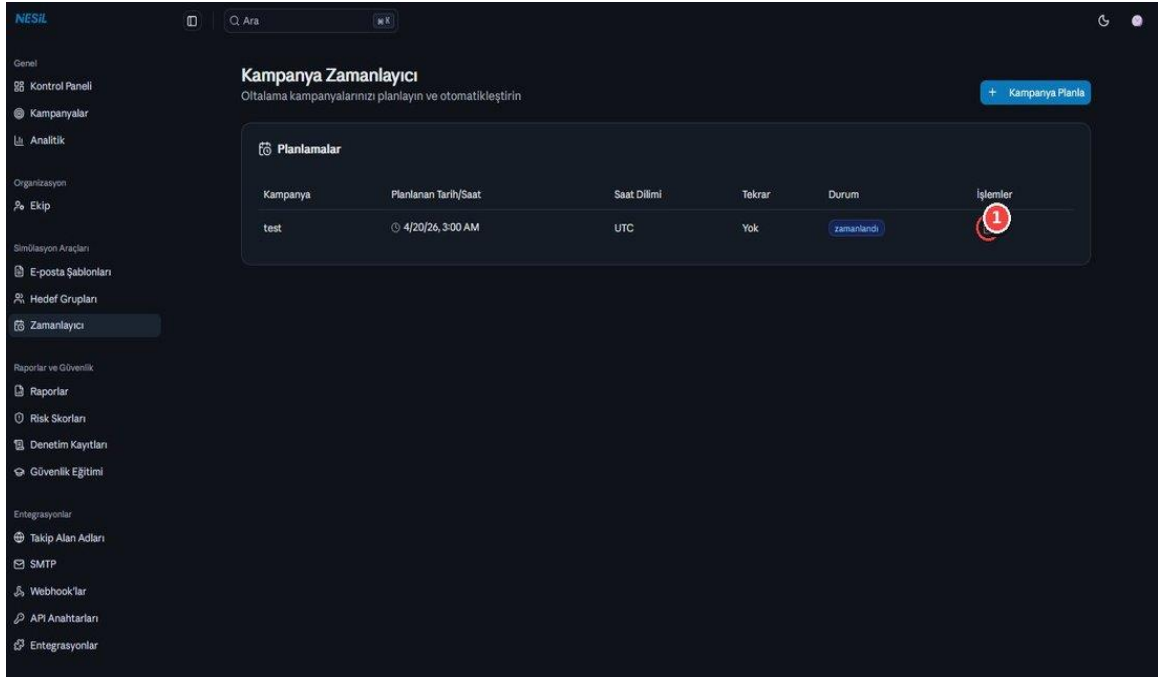 NESİL
Ara
⌘ K
Genel
Kontrol Paneli
Kampanyalar
Analitik
Organizasyon
Ekip
Simülasyon Araçları
E-posta Şablonları
Hedef Grupları
Zamanlayıcı
Raporlar ve Güvenlik
Raporlar
Risk Skorları
Denetim Kayıtları
Güvenlik Eğitimi
Entegrasyonlar
Takip Alan Adları
SMTP
Webhook'lar
API Anahtarları
Entegrasyonlar
Kampanya Zamanlayıcı
Oltalama kampanyalarınızı planlayın ve otomatikleştirin
+ Kampanya Planla
Planlamalar
Kampanya Planlanan Tarih/Saat Saat Dilimi Tekrar Durum İşlemler
test 4/20/26, 3:00 AM UTC Yok zamanlandı 1